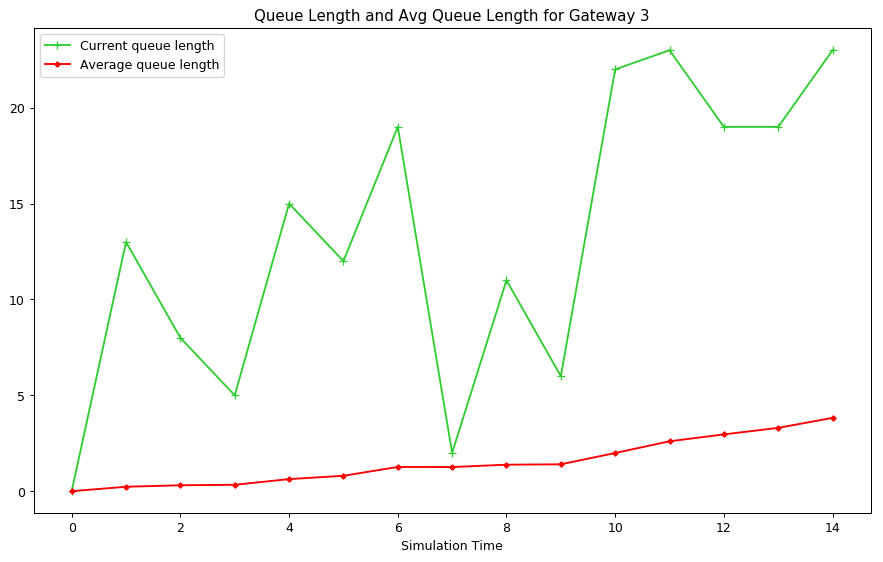 Queue Length and Avg Queue Length for Gateway 3
Current queue length
Average queue length
20
15
10
5
0
0 2 4 6 8 10 12 14
Simulation Time